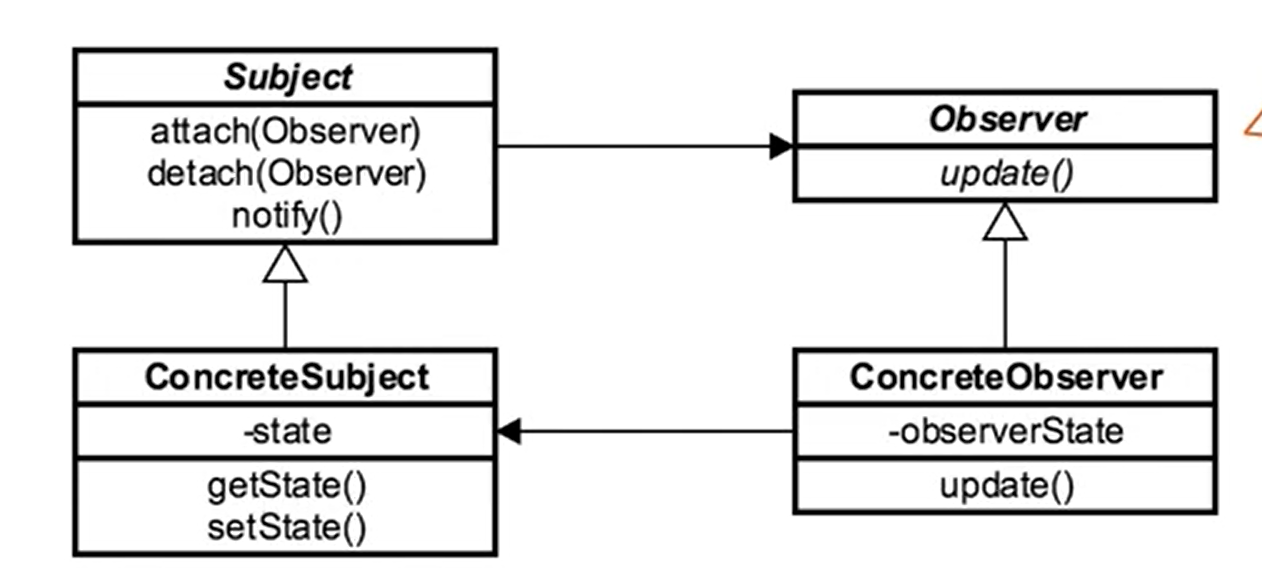 Subject
attach(Observer)
detach(Observer)
notify()
Observer
update()
ConcreteSubject
-state
getState()
setState()
ConcreteObserver
-observerState
update()